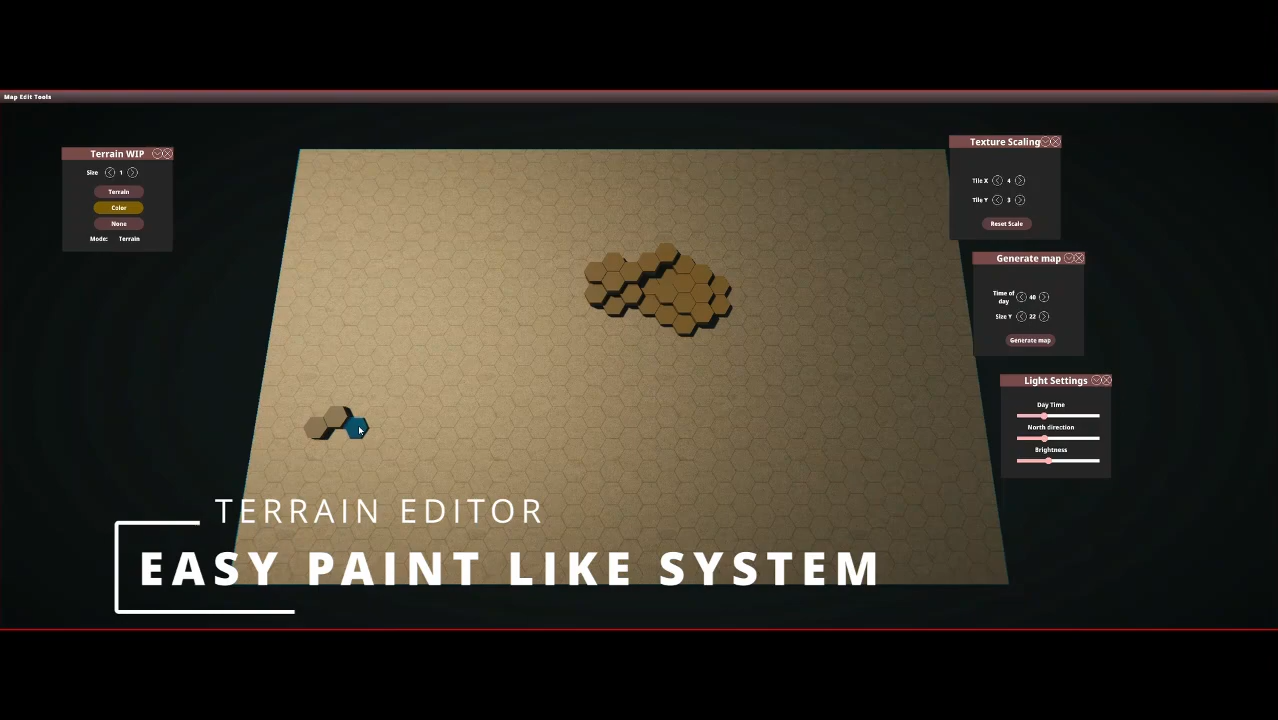 Map Edit Tools
Terrain WIP
Size 1
Terrain
Color
None
Mode: Terrain
Texture Scaling
Tile X 4
Tile Y 3
Reset Scale
Generate map
Time of day 40
Size Y 22
Generate map
Light Settings
Day Time
North direction
Brightness
TERRAIN EDITOR
EASY PAINT LIKE SYSTEM